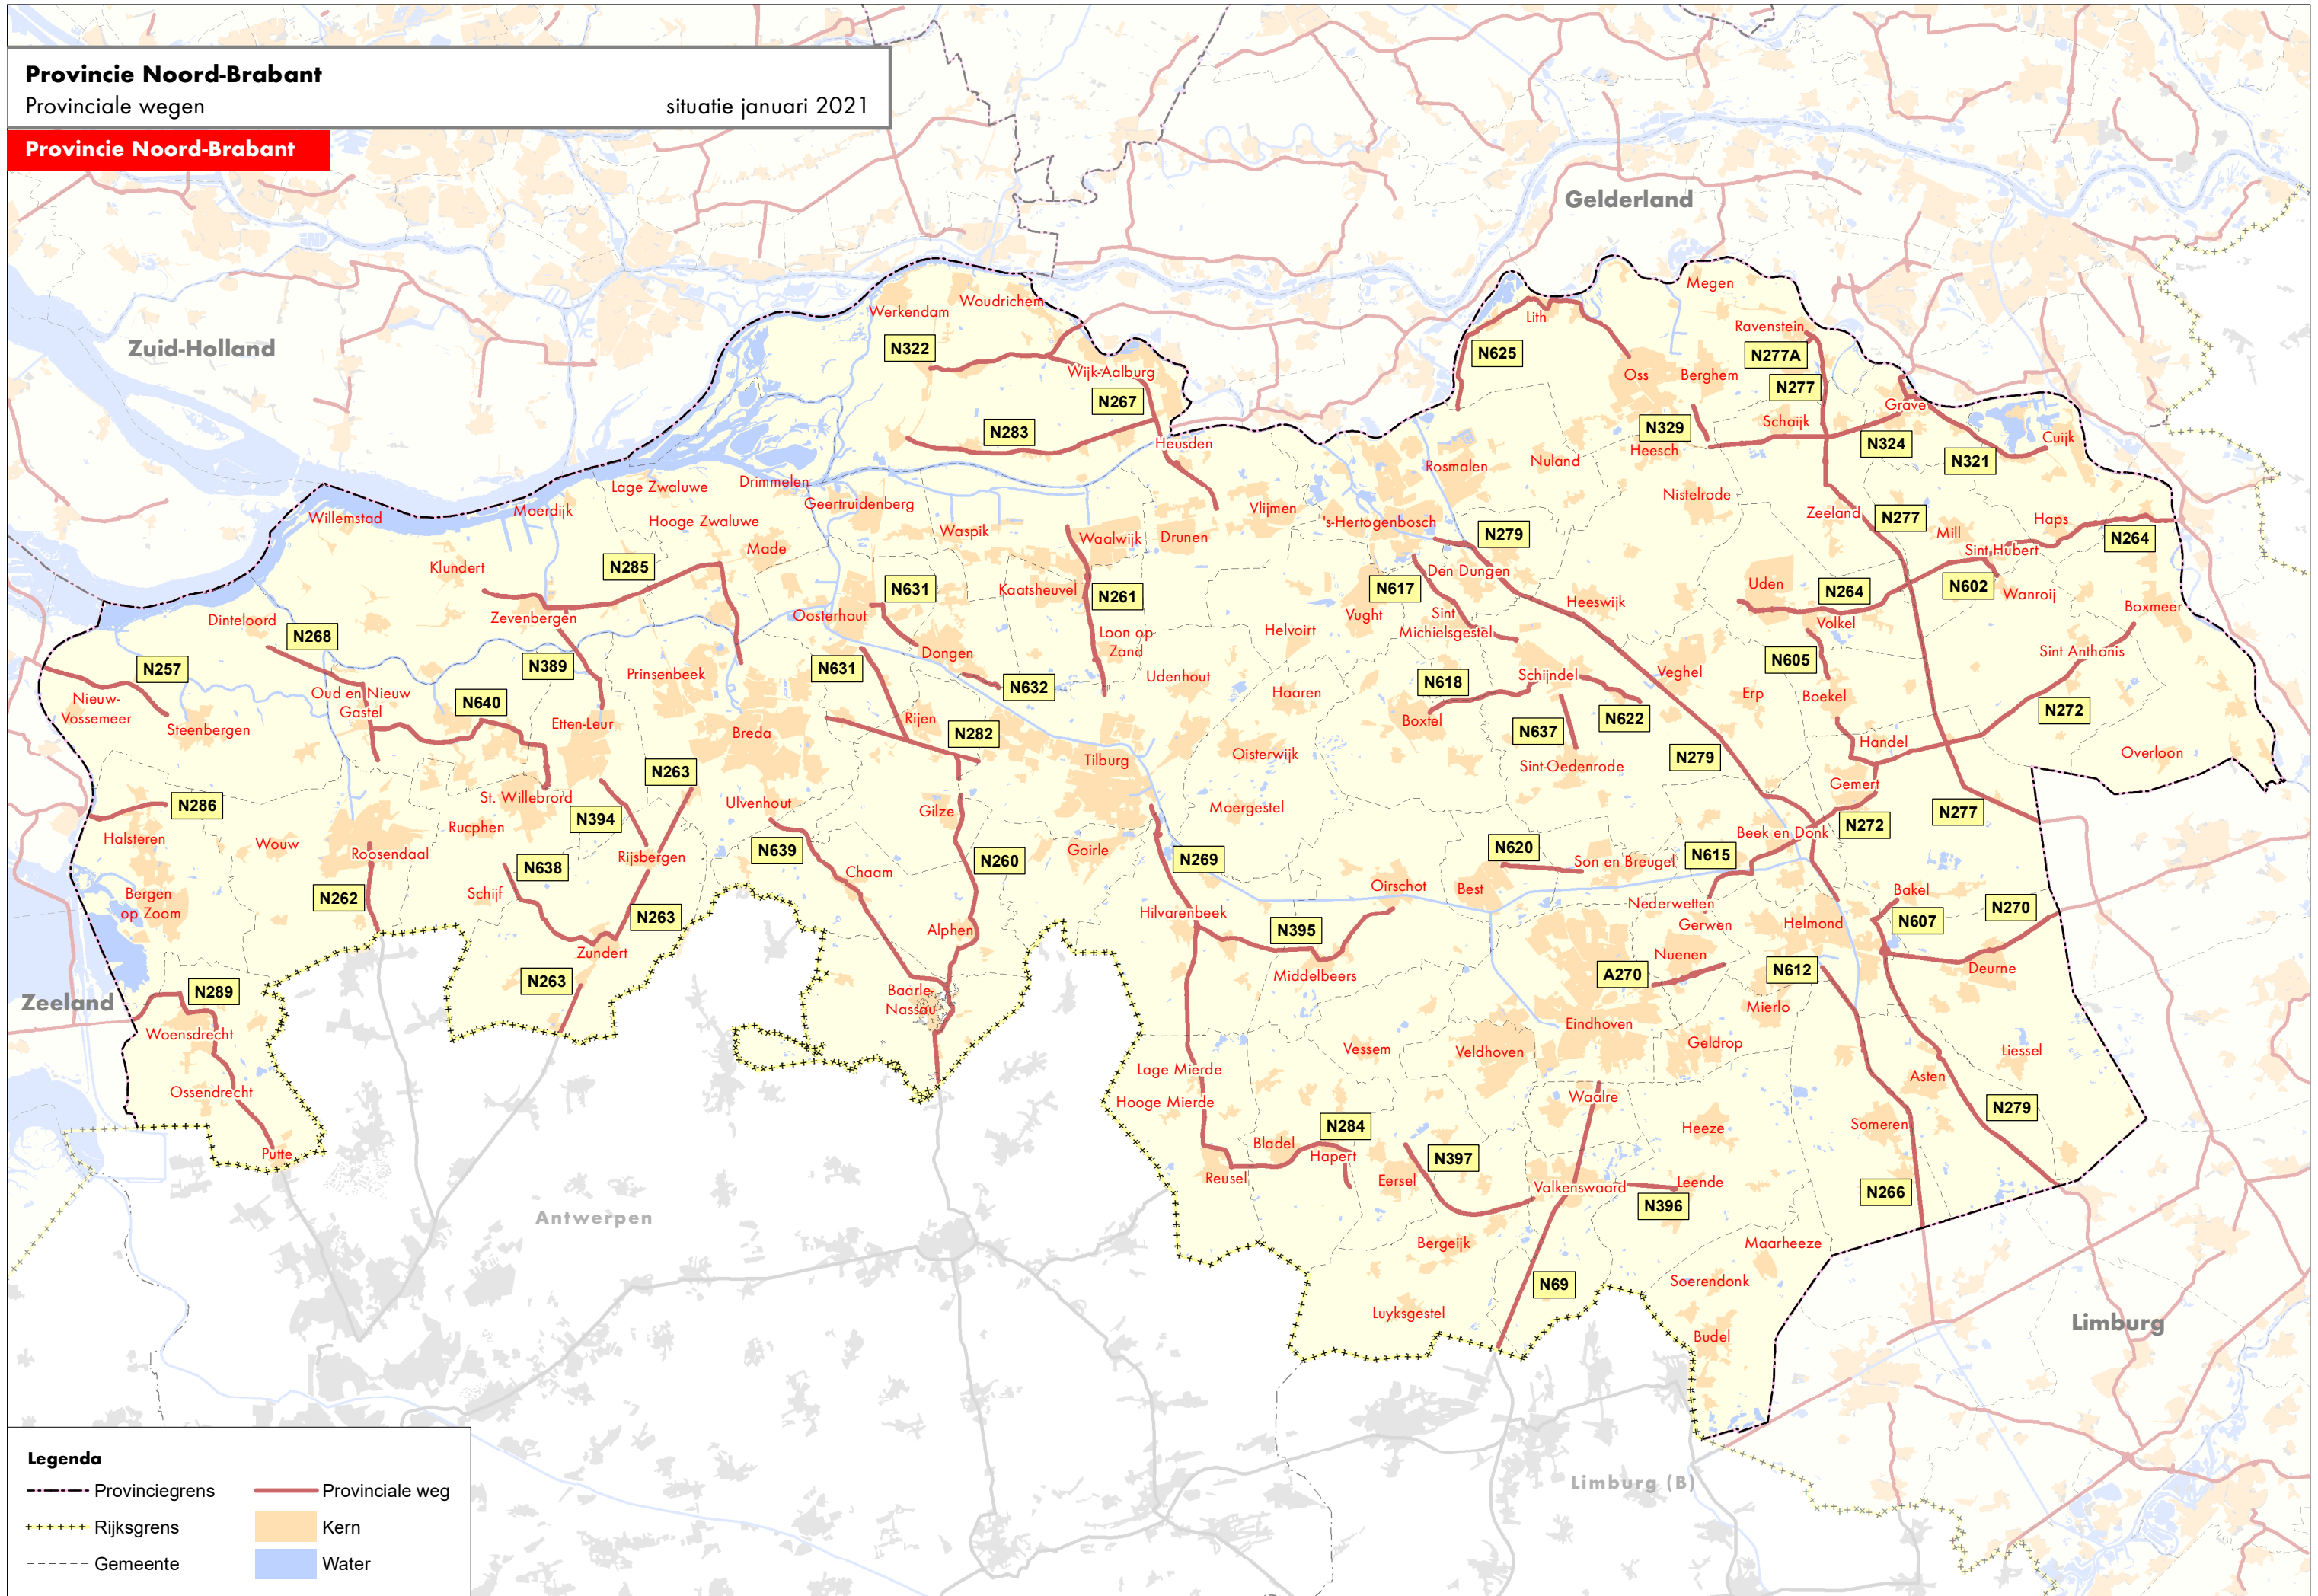 Provincie Noord-Brabant
Provinciale wegen
situatie januari 2021
Provincie Noord-Brabant
Gelderland
Zuid-Holland
Zeeland
Limburg
Antwerpen
Limburg (B)
Werkendam
Woudrichem
N322
Wijk-Aalburg
N267
N283
Heusden
Megen
Lith
N625
Ravenstein
N277A
Oss
Berghem
N277
N329
Schaijk
Grave
Heesch
N324
N321
Cuijk
Rosmalen
Nuland
Nistelrode
Zeeland
N277
Mill
Haps
N264
Sint Hubert
Lage Zwaluwe
Drimmelen
Geertruidenberg
Willemstad
Moerdijk
Hooge Zwaluwe
Made
Waspik
Waalwijk
Drunen
Vlijmen
's-Hertogenbosch
N279
Den Dungen
Klundert
N285
N631
Kaatsheuvel
N261
N617
Vught
Sint
Michielsgestel
Heeswijk
Uden
N264
N602
Wanroij
Boxmeer
Volkel
Dinteloord
N268
Zevenbergen
Oosterhout
Loon op
Zand
Helvoirt
Dongen
N257
N389
Prinsenbeek
N631
N632
Udenhout
Haaren
N618
Schijndel
Veghel
N605
Sint Anthonis
Erp
Boekel
Nieuw-
Vossemeer
Oud en Nieuw
Gastel
N640
Steenbergen
Etten-Leur
Breda
Rijen
N282
Boxtel
N637
N622
N272
Handel
Tilburg
Oisterwijk
Sint-Oedenrode
N279
Overloon
N263
Gemert
St. Willebrord
N286
Ulvenhout
Gilze
Moergestel
N277
Halsteren
Rucphen
N394
N272
Wouw
Beek en Donk
Roosendaal
Rijsbergen
N639
N260
Goirle
N269
N620
Son en Breugel
N615
N638
Chaam
Bergen
op Zoom
N262
Schijf
Oirschot
Best
Bakel
N270
N263
Hilvarenbeek
Nederwetten
N607
Alphen
N395
Gerwen
Helmond
Zundert
Middelbeers
Nuenen
N612
Deurne
N263
A270
N289
Baarle-
Nassau
Mierlo
Woensdrecht
Eindhoven
Geldrop
Vessem
Veldhoven
Liessel
Lage Mierde
Asten
Ossendrecht
Hooge Mierde
Waalre
N279
N284
Heeze
Someren
Bladel
Putte
Hapert
N397
Reusel
Eersel
Valkenswaard
Leende
N266
N396
Bergeijk
Maarheeze
N69
Soerendonk
Luyksgestel
Budel
Legenda
Provinciegrens
Provinciale weg
Rijksgrens
Kern
Gemeente
Water